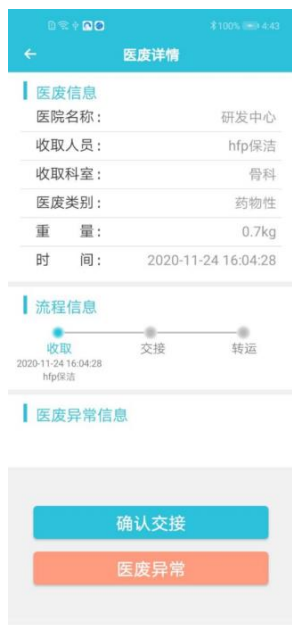 100% 4:43
医废详情
医废信息
医院名称: 研发中心
收取人员: hfp保洁
收取科室: 骨科
医废类别: 药物性
重 量: 0.7kg
时 间: 2020-11-24 16:04:28
流程信息
收取 交接 转运
2020-11-24 16:04:28
hfp保洁
医废异常信息
确认交接
医废异常